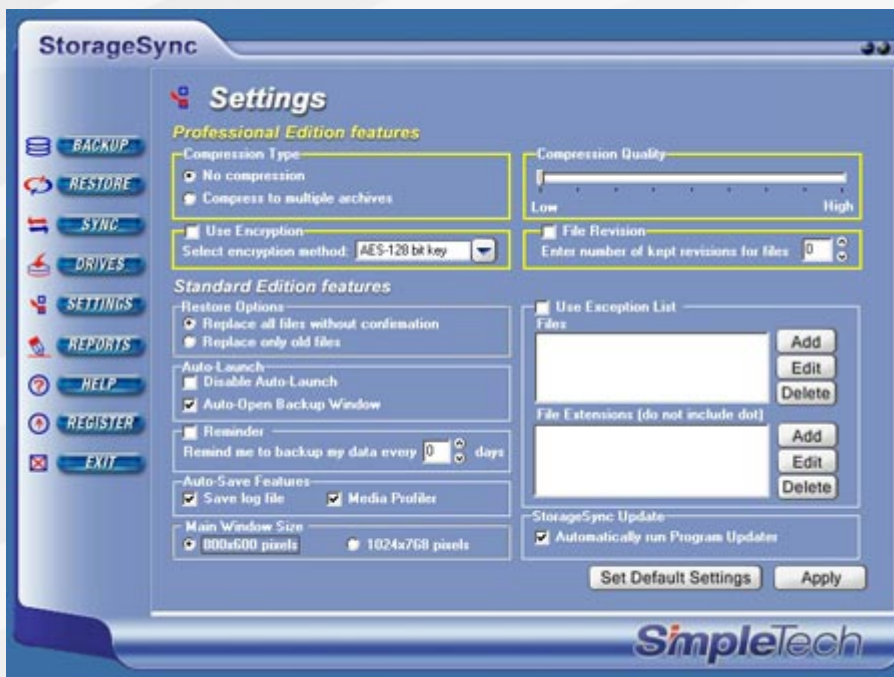 StorageSync
Settings
Professional Edition features
Compression Type
No compression
Compress to multiple archives
Compression Quality
Low
High
Use Encryption
Select encryption method:
AES-128 bit key
File Revision
Enter number of kept revisions for files
0
Standard Edition features
Restore Options
Replace all files without confirmation
Replace only old files
Auto-Launch
Disable Auto-Launch
Auto-Open Backup Window
Reminder
Remind me to backup my data every 0 days
Auto-Save Features
Save log file
Media Profiler
Main Window Size
800x600 pixels
1024x768 pixels
Use Exception List
Files
Add
Edit
Delete
File Extensions (do not include dot)
Add
Edit
Delete
StorageSync Update
Automatically run Program Updater
Set Default Settings
Apply
BACKUP
RESTORE
SYNC
DRIVES
SETTINGS
REPORTS
HELP
REGISTER
EXIT
SimpleTech